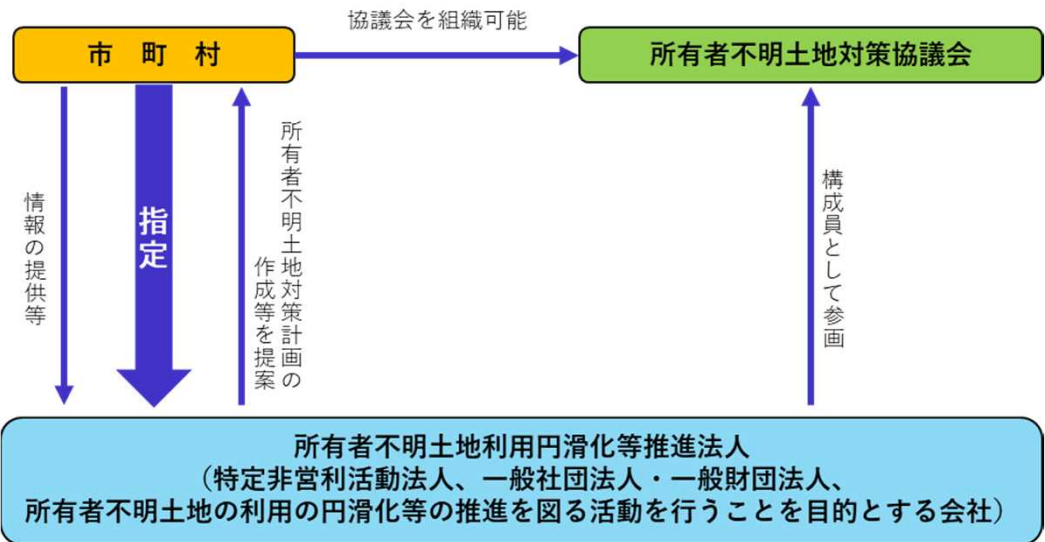 協議会を組織可能
市 町 村
所有者不明土地対策協議会
情報の提供等
指定
所有者不明土地対策計画の
作成等を提案
構成員として参画
所有者不明土地利用円滑化等推進法人
（特定非営利活動法人、一般社団法人・一般財団法人、
所有者不明土地の利用の円滑化等の推進を図る活動を行うことを目的とする会社）